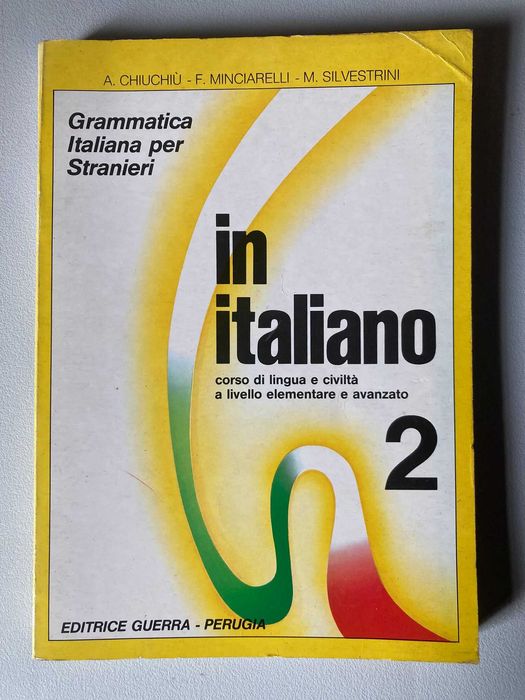 A. CHIUCHIÙ - F. MINCIARELLI - M. SILVESTRINI
Grammatica
Italiana per
Stranieri
in
italiano
corso di lingua e civiltà
a livello elementare e avanzato
2
EDITRICE GUERRA - PERUGIA